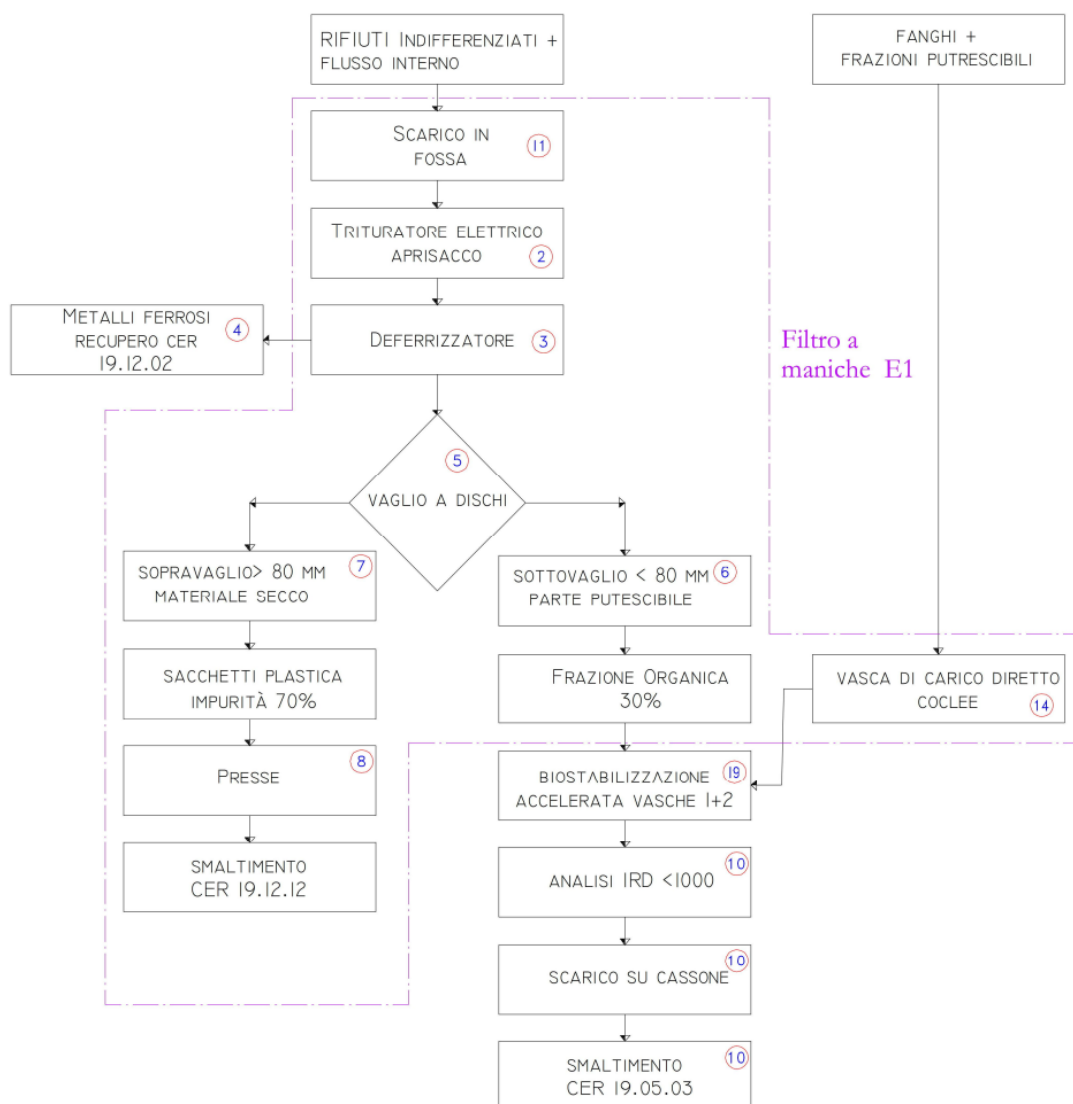 RIFIUTI INDIFFERENZIATI +
FLUSSO INTERNO
FANGHI +
FRAZIONI PUTRESCIBILI
SCARICO IN
FOSSA
11
TRITURATORE ELETTRICO
APRISACCO
2
METALLI FERROSI
RECUPERO CER
19.12.02
4
DEFERRIZZATORE
3
Filtro a
maniche E1
5
VAGLIO A DISCHI
SOPRAVAGLIO> 80 MM
MATERIALE SECCO
7
SOTTOVAGLIO < 80 MM
PARTE PUTESCIBILE
6
SACCHETTI PLASTICA
IMPURITÀ 70%
FRAZIONE ORGANICA
30%
VASCA DI CARICO DIRETTO
COCLEE
14
PRESSE
8
BIOSTABILIZZAZIONE
ACCELERATA VASCHE 1+2
19
SMALTIMENTO
CER 19.12.12
ANALISI IRD <1000
10
SCARICO SU CASSONE
10
SMALTIMENTO
CER 19.05.03
10